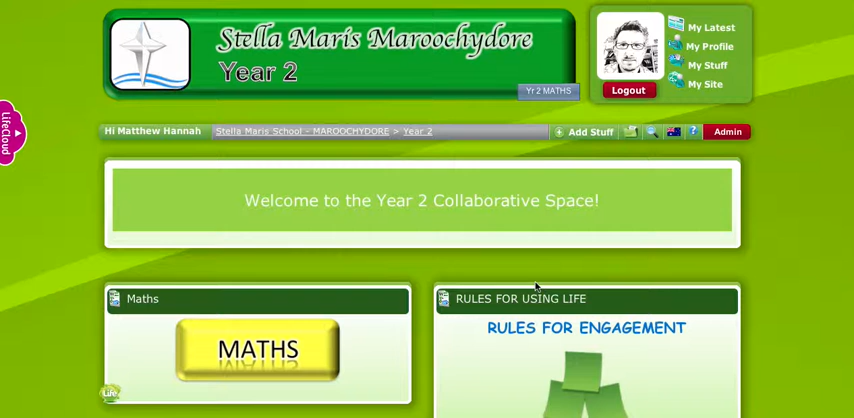 Stella Maris Maroochydore
Year 2
Yr 2 MATHS
My Latest
My Profile
My Stuff
My Site
Logout
LifeCloud
Hi Matthew Hannah
Stella Maris School - MAROOCHYDORE > Year 2
Add Stuff
Admin
Welcome to the Year 2 Collaborative Space!
Maths
MATHS
Life
RULES FOR USING LIFE
RULES FOR ENGAGEMENT